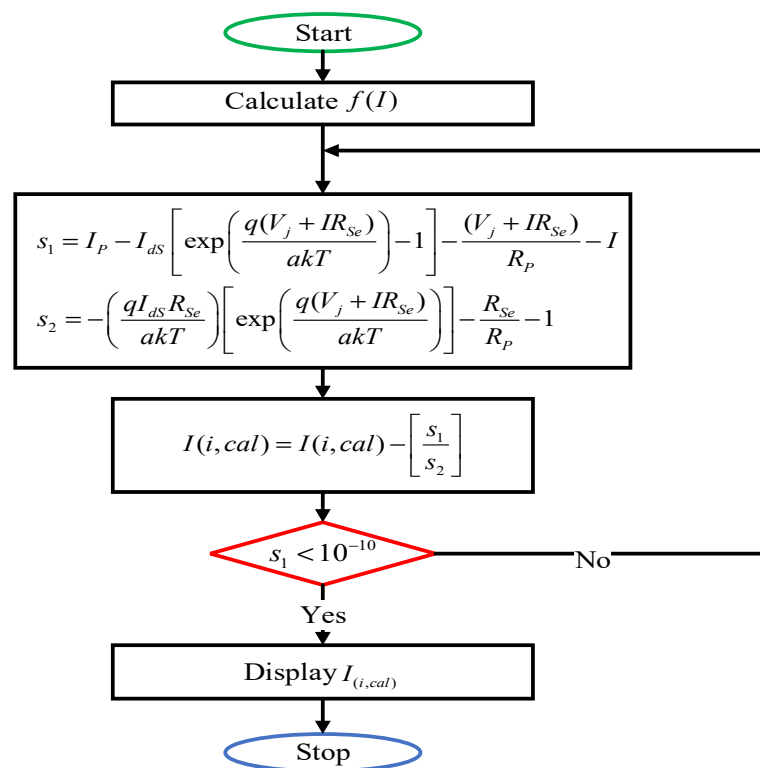 Start
Calculate f(I)
s₁ = I_P − I_dS [exp(q(V_j + IR_Se)/akT) − 1] − (V_j + IR_Se)/R_P − I
s₂ = −(qI_dS R_Se/akT)[exp(q(V_j + IR_Se)/akT)] − R_Se/R_P − 1
I(i, cal) = I(i, cal) − [s₁/s₂]
s₁ < 10⁻¹⁰
No
Yes
Display I_(i,cal)
Stop